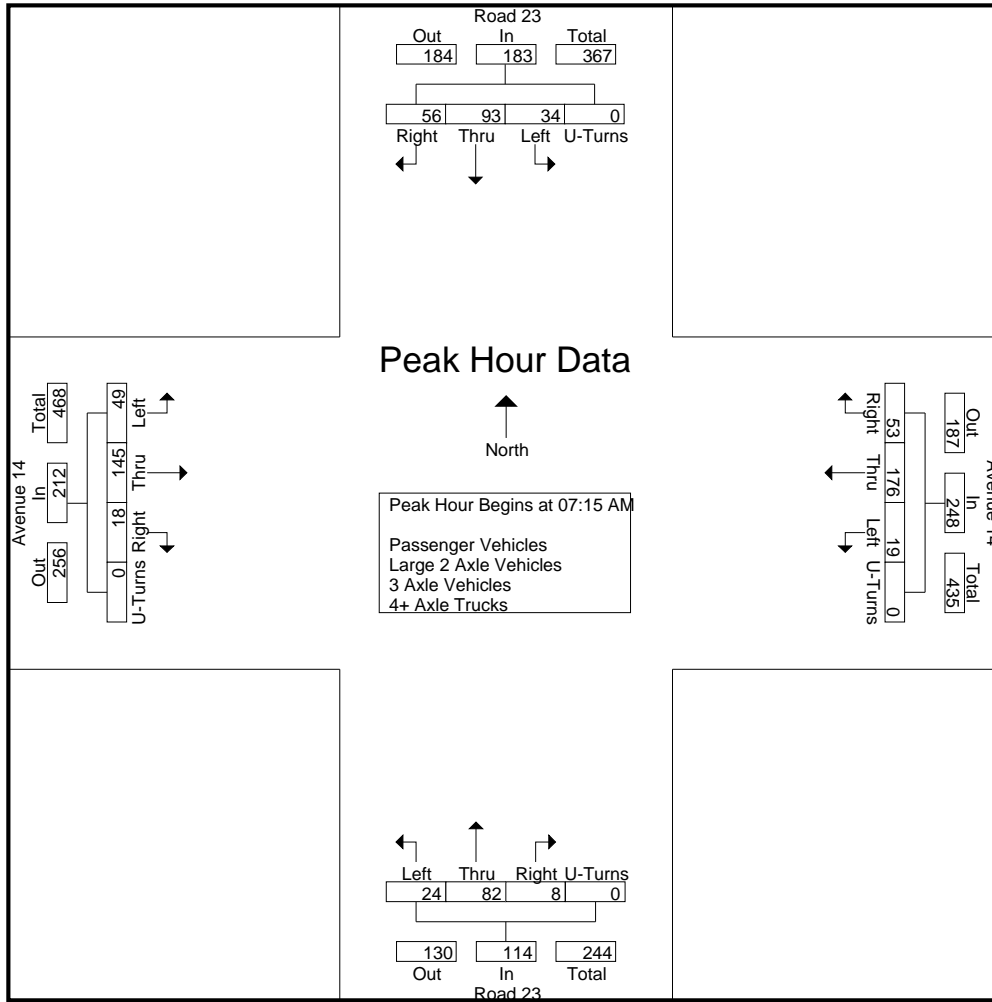 Road 23
Out In Total
184 183 367
56 93 34 0
Right Thru Left U-Turns
Peak Hour Data
North
Peak Hour Begins at 07:15 AM
Passenger Vehicles
Large 2 Axle Vehicles
3 Axle Vehicles
4+ Axle Trucks
Avenue 14
Out In Total
256 212 468
49 145 18 0
Left Thru Right U-Turns
Avenue 14
Out In Total
187 248 435
53 176 19 0
Right Thru Left U-Turns
Left Thru Right U-Turns
24 82 8 0
130 114 244
Out In Total
Road 23